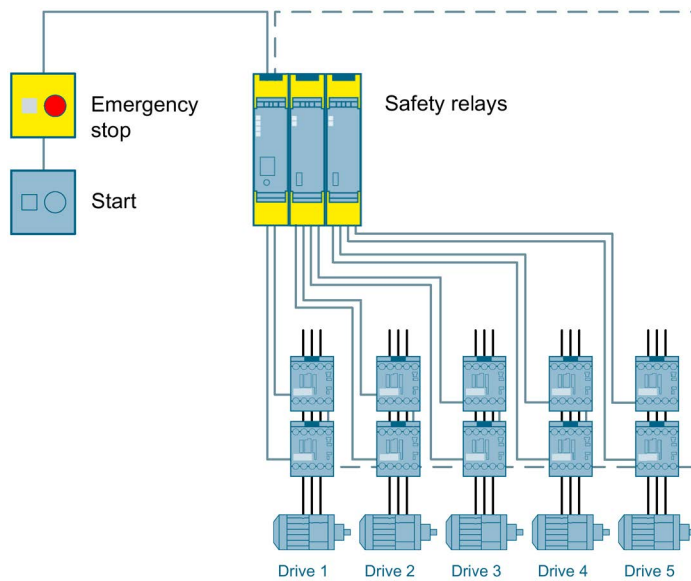 Emergency
stop
Safety relays
Start
Drive 1
Drive 2
Drive 3
Drive 4
Drive 5